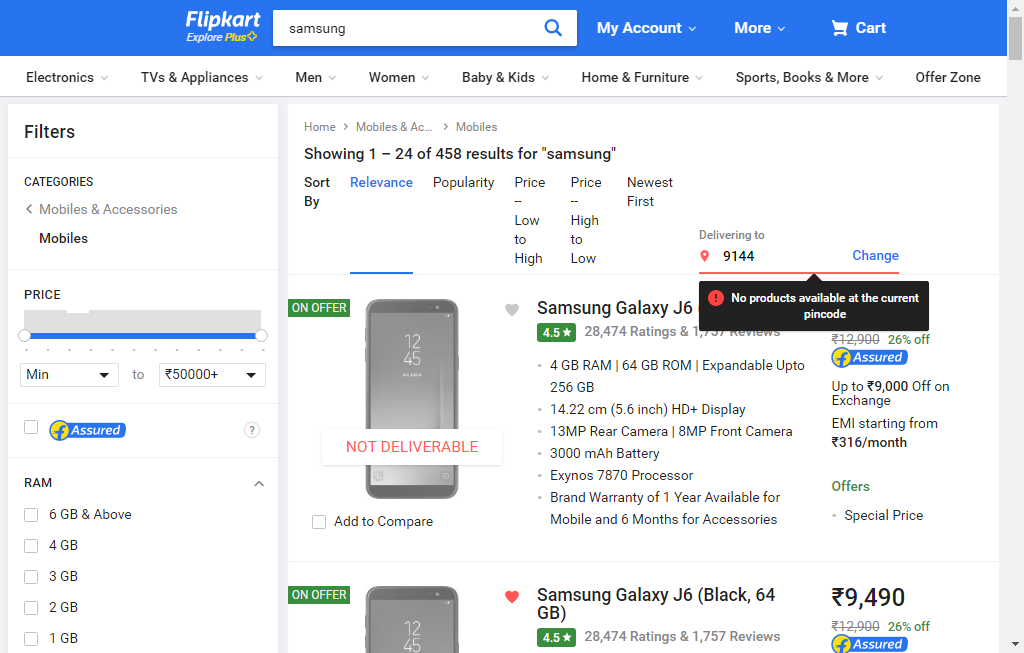 Flipkart
Explore Plus
samsung
My Account
More
Cart
Electronics
TVs & Appliances
Men
Women
Baby & Kids
Home & Furniture
Sports, Books & More
Offer Zone
Filters
CATEGORIES
Mobiles & Accessories
Mobiles
PRICE
Min
to
₹50000+
f Assured
?
RAM
6 GB & Above
4 GB
3 GB
2 GB
1 GB
Home
Mobiles & Ac...
Mobiles
Showing 1 – 24 of 458 results for "samsung"
Sort By
Relevance
Popularity
Price -- Low to High
Price -- High to Low
Newest First
Delivering to
9144
Change
No products available at the current
pincode
ON OFFER
NOT DELIVERABLE
12
45
Add to Compare
Samsung Galaxy J6
4.5 ★
28,474 Ratings & 1,757 Reviews
4 GB RAM | 64 GB ROM | Expandable Upto
256 GB
14.22 cm (5.6 inch) HD+ Display
13MP Rear Camera | 8MP Front Camera
3000 mAh Battery
Exynos 7870 Processor
Brand Warranty of 1 Year Available for
Mobile and 6 Months for Accessories
₹12,900 26% off
f Assured
Up to ₹9,000 Off on
Exchange
EMI starting from
₹316/month
Offers
Special Price
ON OFFER
12
45
Samsung Galaxy J6 (Black, 64
GB)
4.5 ★
28,474 Ratings & 1,757 Reviews
₹9,490
₹12,900 26% off
f Assured